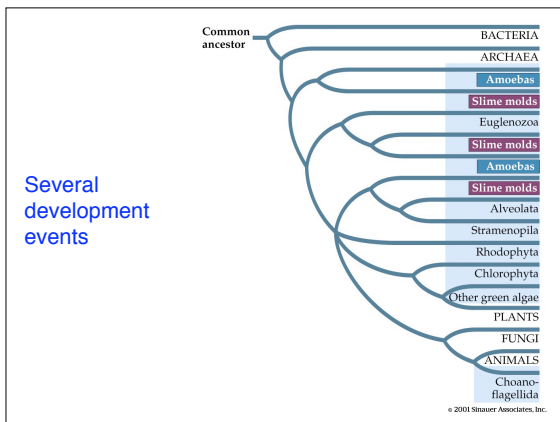 Common
ancestor
BACTERIA
ARCHAEA
Amoebas
Slime molds
Euglenozoa
Slime molds
Amoebas
Slime molds
Alveolata
Stramenopila
Rhodophyta
Chlorophyta
Other green algae
PLANTS
FUNGI
ANIMALS
Choano-
flagellida
Several
development
events
© 2001 Sinauer Associates, Inc.